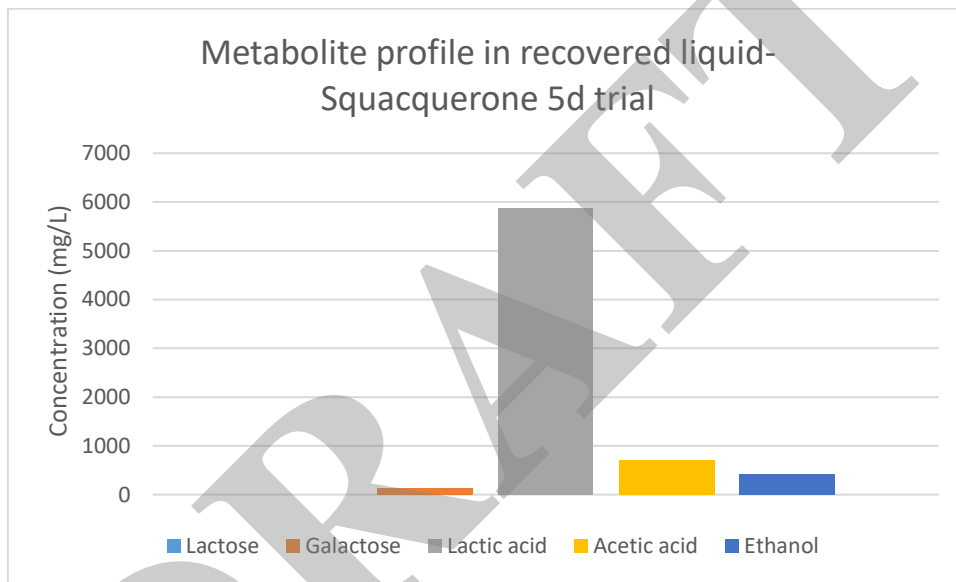 Metabolite profile in recovered liquid-
Squacquerone 5d trial
Concentration (mg/L)
7000
6000
5000
4000
3000
2000
1000
0
Lactose Galactose Lactic acid Acetic acid Ethanol
DRAFT